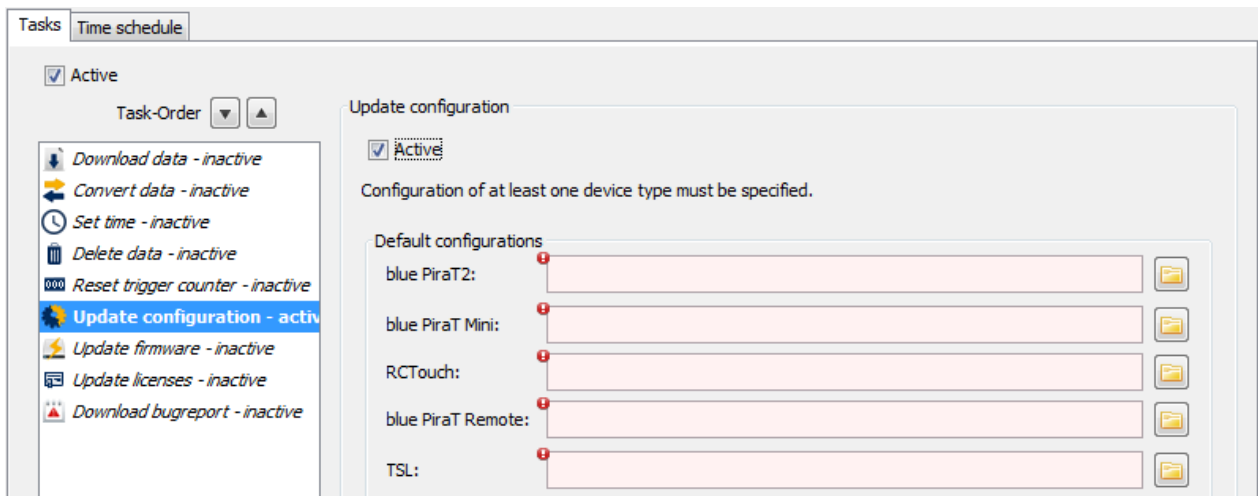 Tasks
Time schedule
Active
Task-Order
Download data - inactive
Convert data - inactive
Set time - inactive
Delete data - inactive
000 Reset trigger counter - inactive
Update configuration - activ
Update firmware - inactive
Update licenses - inactive
Download bugreport - inactive
Update configuration
Active
Configuration of at least one device type must be specified.
Default configurations
blue PiraT2:
blue PiraT Mini:
RCTouch:
blue PiraT Remote:
TSL: